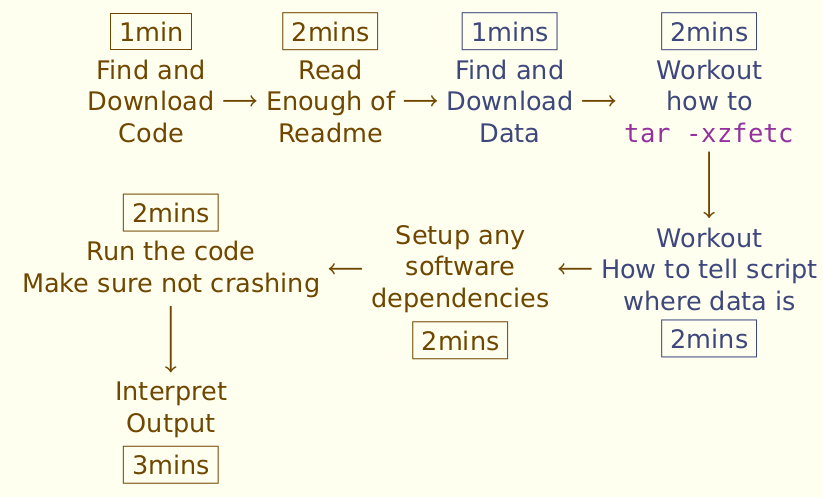 1min
Find and
Download
Code
2mins
Read
Enough of
Readme
1mins
Find and
Download
Data
2mins
Workout
how to
tar -xzfetc
Workout
How to tell script
where data is
2mins
Setup any
software
dependencies
2mins
2mins
Run the code
Make sure not crashing
Interpret
Output
3mins